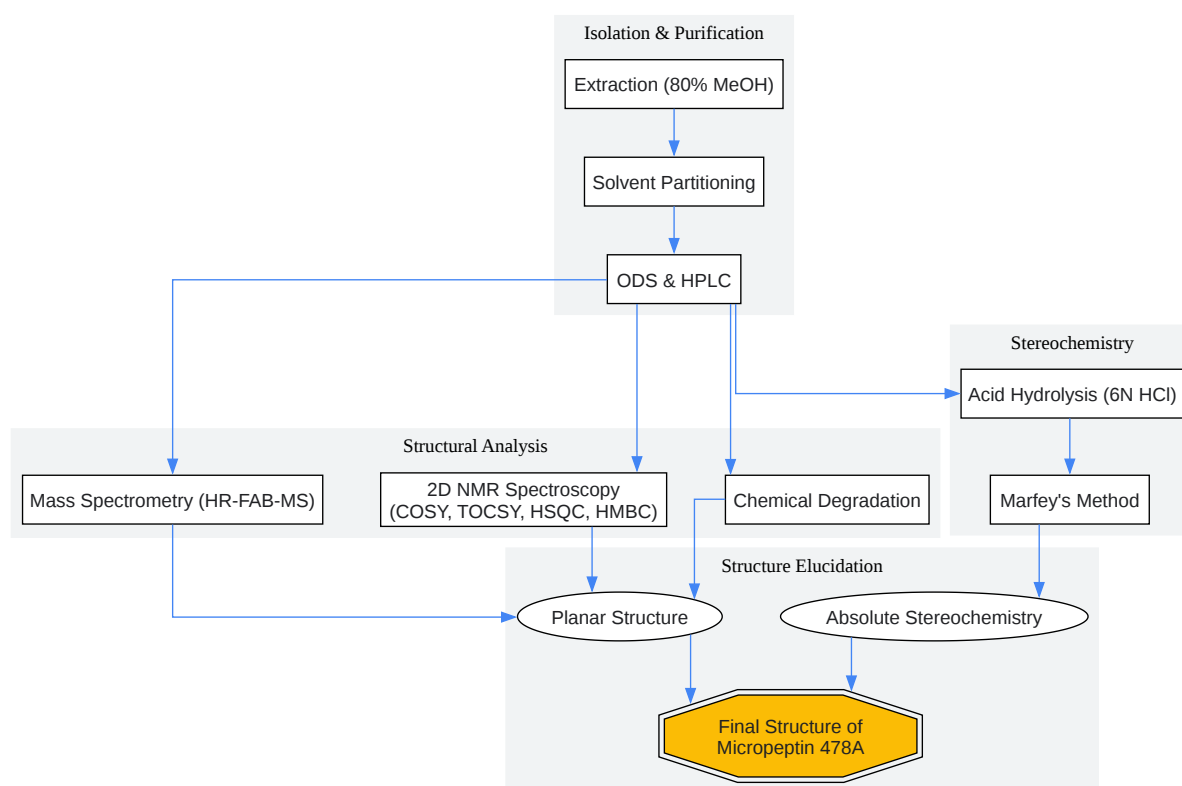 Isolation & Purification
Extraction (80% MeOH)
Solvent Partitioning
ODS & HPLC
Stereochemistry
Acid Hydrolysis (6N HCl)
Structural Analysis
Mass Spectrometry (HR-FAB-MS)
2D NMR Spectroscopy
(COSY, TOCSY, HSQC, HMBC)
Chemical Degradation
Marfey's Method
Structure Elucidation
Planar Structure
Absolute Stereochemistry
Final Structure of
Micropeptin 478A